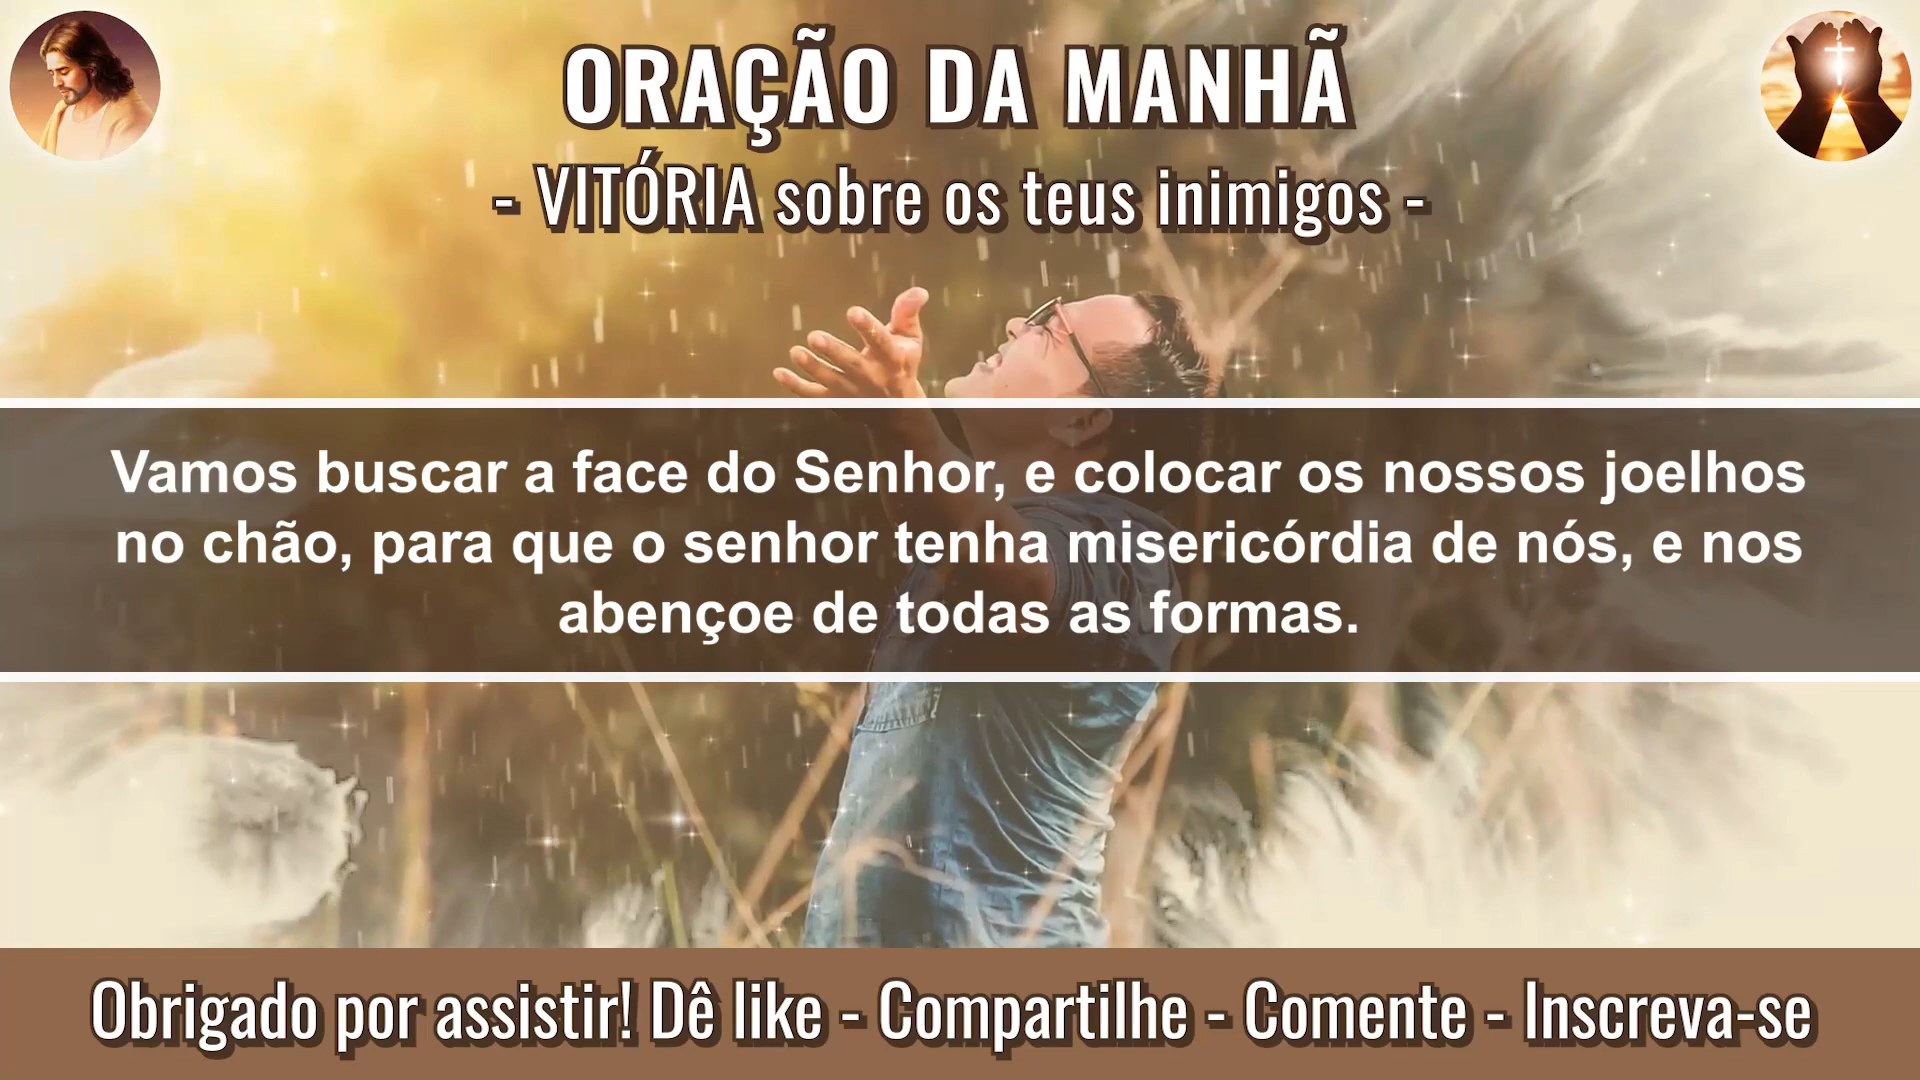 ORAÇÃO DA MANHÃ
- VITÓRIA sobre os teus inimigos -
Vamos buscar a face do Senhor, e colocar os nossos joelhos
no chão, para que o senhor tenha misericórdia de nós, e nos
abençoe de todas as formas.
Obrigado por assistir! Dê like - Compartilhe - Comente - Inscreva-se